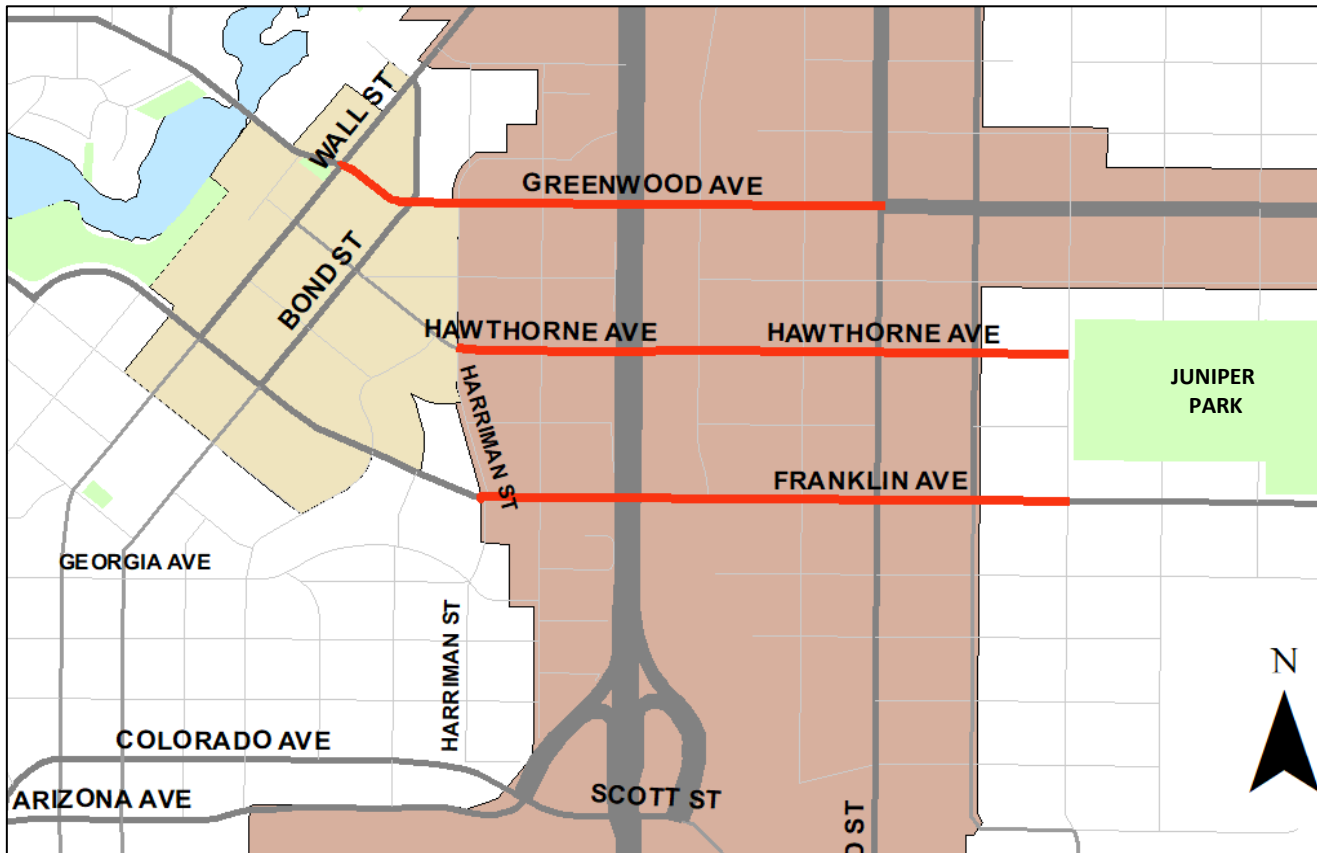 WALL ST
GREENWOOD AVE
BOND ST
HAWTHORNE AVE
HAWTHORNE AVE
JUNIPER
PARK
HARRIMAN ST
FRANKLIN AVE
GEORGIA AVE
HARRIMAN ST
N
COLORADO AVE
ARIZONA AVE
SCOTT ST
ST